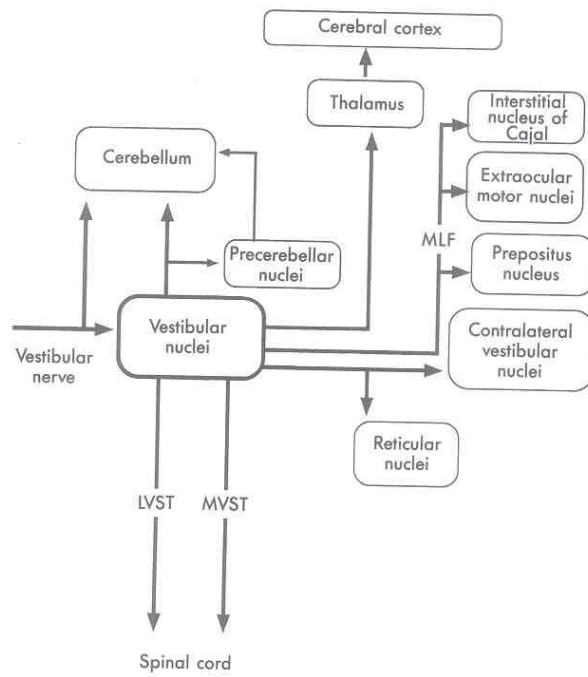 Cerebral cortex
Thalamus
Interstitial
nucleus of
Cajal
Cerebellum
Extraocular
motor nuclei
MLF
Precerebellar
nuclei
Prepositus
nucleus
Vestibular
nerve
Vestibular
nuclei
Contralateral
vestibular
nuclei
Reticular
nuclei
LVST
MVST
Spinal cord